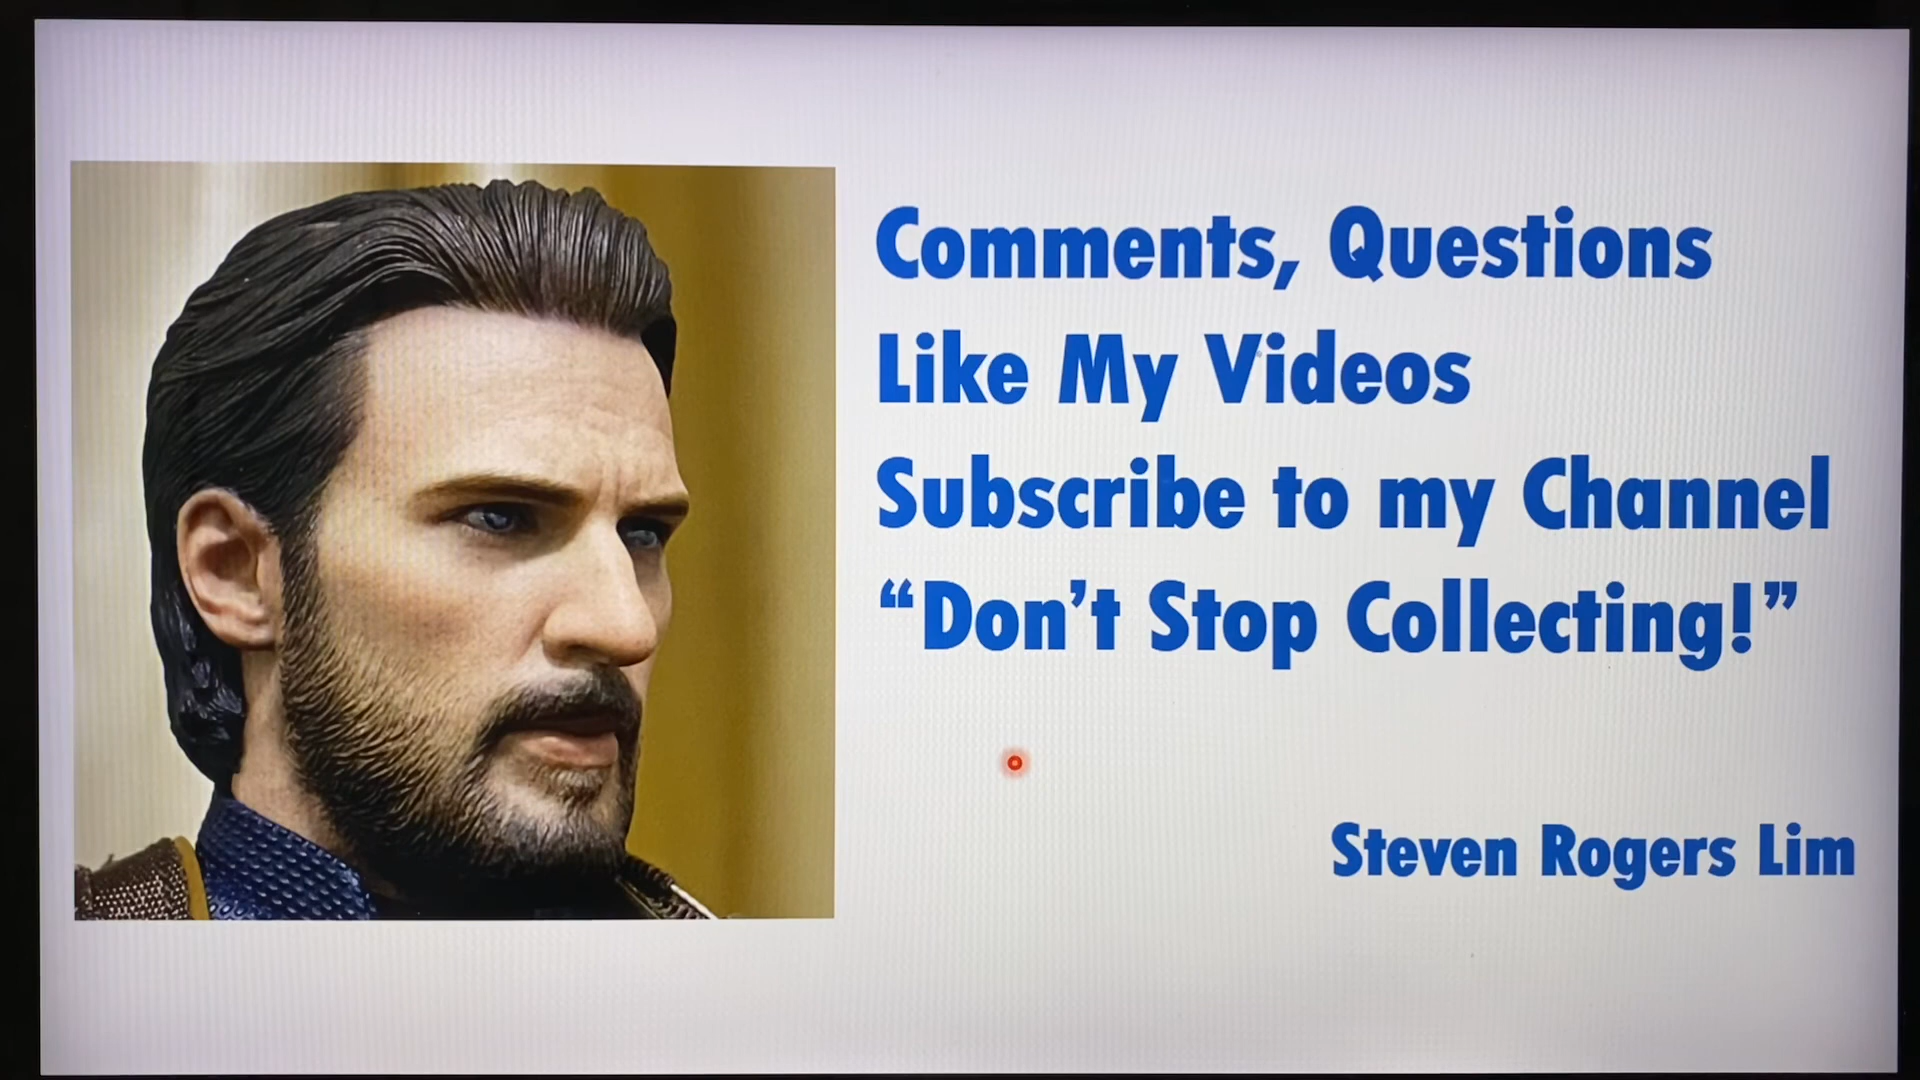 Comments, Questions
Like My Videos
Subscribe to my Channel
“Don’t Stop Collecting!”
Steven Rogers Lim